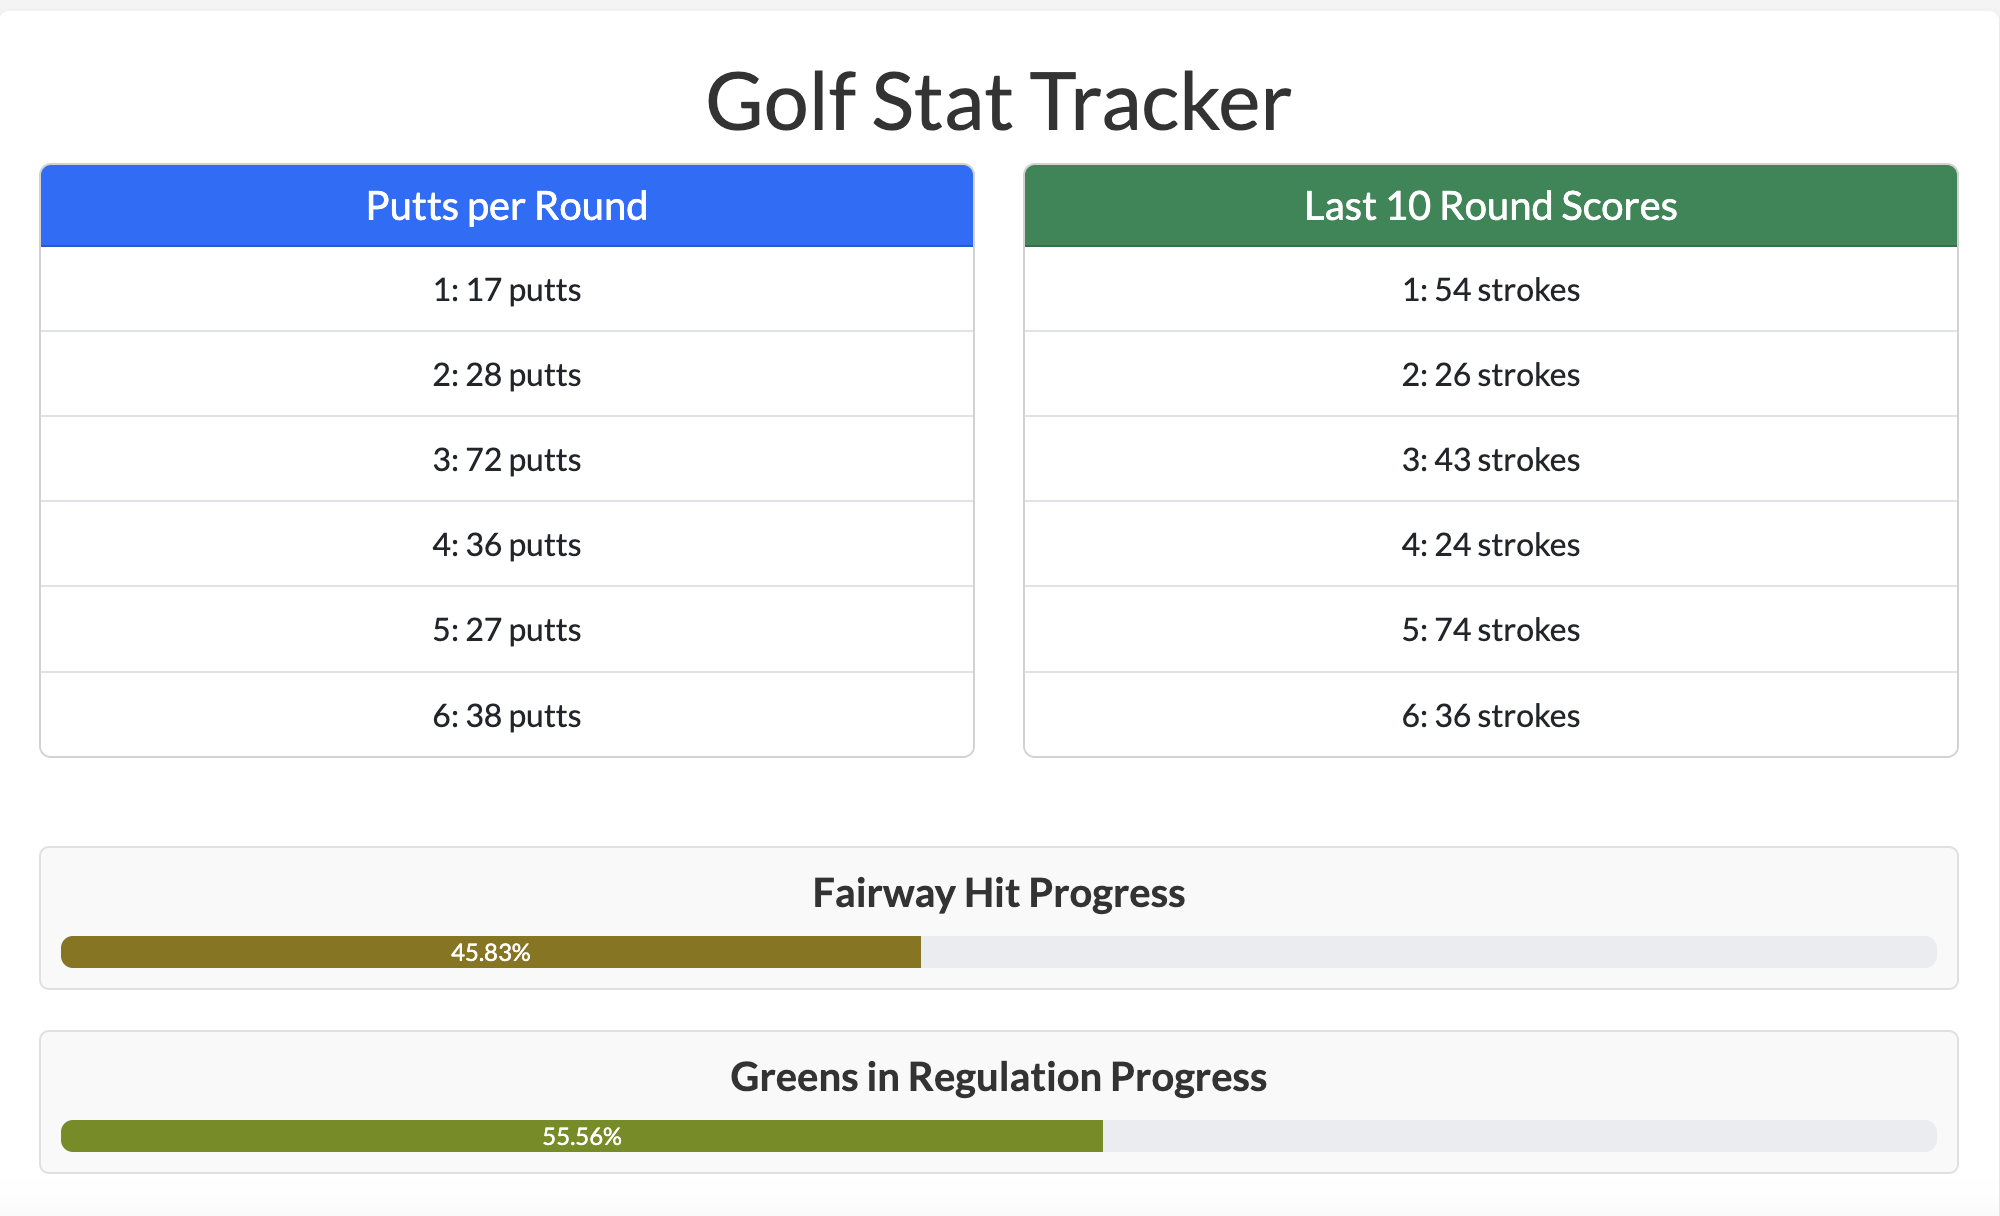 Golf Stat Tracker
Putts per Round
1: 17 putts
2: 28 putts
3: 72 putts
4: 36 putts
5: 27 putts
6: 38 putts
Last 10 Round Scores
1: 54 strokes
2: 26 strokes
3: 43 strokes
4: 24 strokes
5: 74 strokes
6: 36 strokes
Fairway Hit Progress
45.83%
Greens in Regulation Progress
55.56%